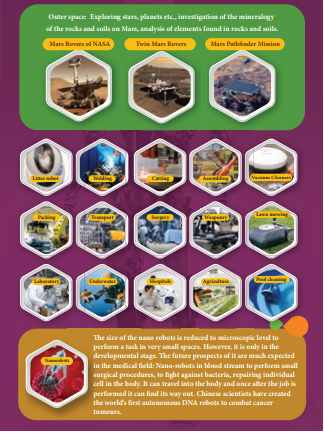 Outer space: Exploring stars, planets etc., investigation of the mineralogy
of the rocks and soils on Mars, analysis of elements found in rocks and soils.
Mars Rovers of NASA
Twin Mars Rovers
Mars Pathfinder Mission
Litter robot
Welding
Cutting
Assembling
Vacuum Cleaners
Packing
Transport
Surgery
Weaponry
Lawn mowing
Laboratory
Underwater
Hospitals
Agriculture
Pool cleaning
Nanorobots
The size of the nano robots is reduced to microscopic level to
perform a task in very small spaces. However, it is only in the
developmental stage. The future prospects of it are much expected
in the medical field: Nano-robots in blood stream to perform small
surgical procedures, to fight against bacteria, repairing individual
cell in the body. It can travel into the body and once after the job is
performed it can find its way out. Chinese scientists have created
the world's first autonomous DNA robots to combat cancer
tumours.